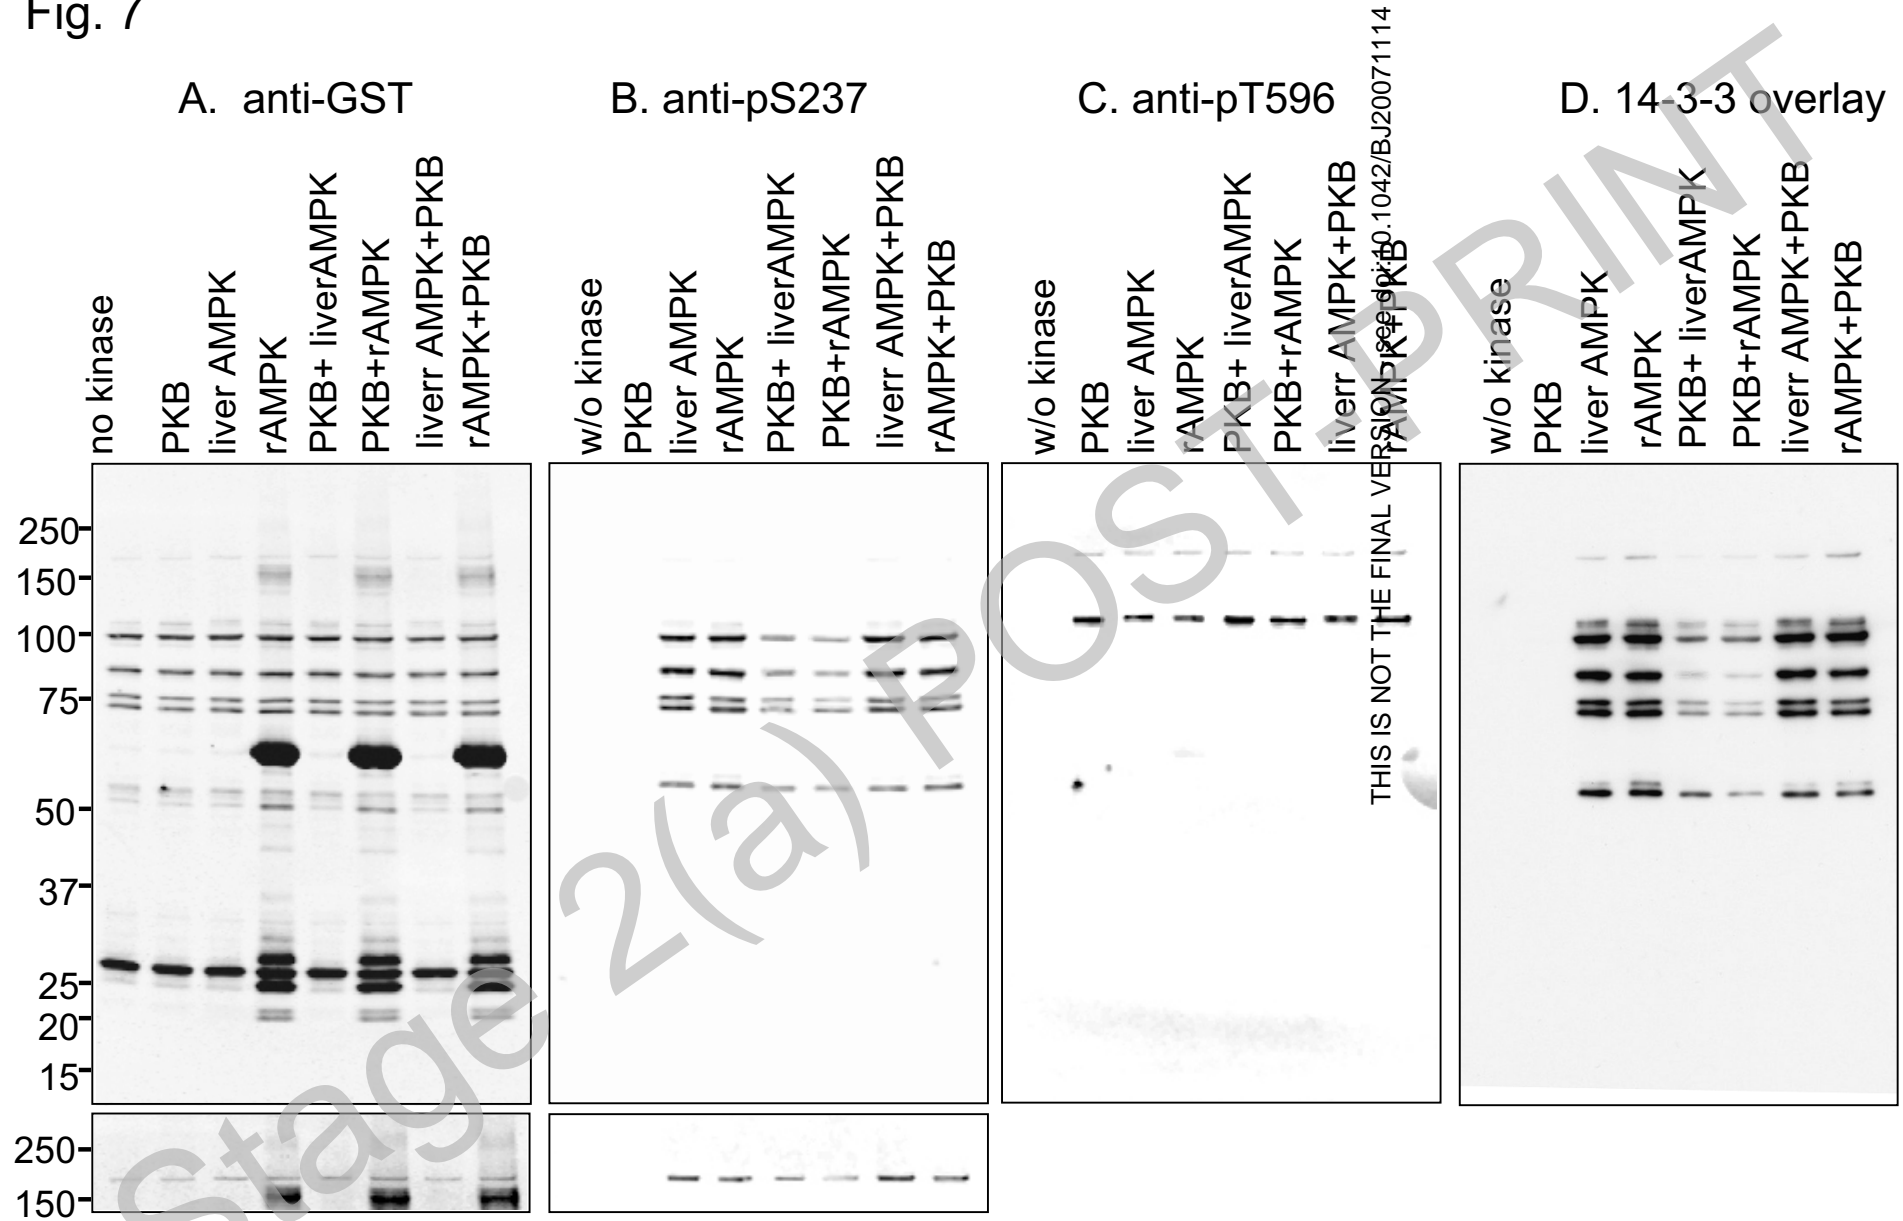 Fig. 7
A. anti-GST
B. anti-pS237
C. anti-pT596
D. 14-3-3 overlay
no kinase
PKB
liver AMPK
rAMPK
PKB+ liverAMPK
PKB+rAMPK
liverr AMPK+PKB
rAMPK+PKB
w/o kinase
PKB
liver AMPK
rAMPK
PKB+ liverAMPK
PKB+rAMPK
liverr AMPK+PKB
rAMPK+PKB
w/o kinase
PKB
liver AMPK
rAMPK
PKB+ liverAMPK
PKB+rAMPK
liverr AMPK+PKB
rAMPK+PKB
w/o kinase
PKB
liver AMPK
rAMPK
PKB+ liverAMPK
PKB+rAMPK
liverr AMPK+PKB
rAMPK+PKB
250
150
100
75
50
37
25
20
15
250
150
THIS IS NOT THE FINAL VERSION - see doi:10.1042/BJ20071114
Stage 2(a) POST-PRINT